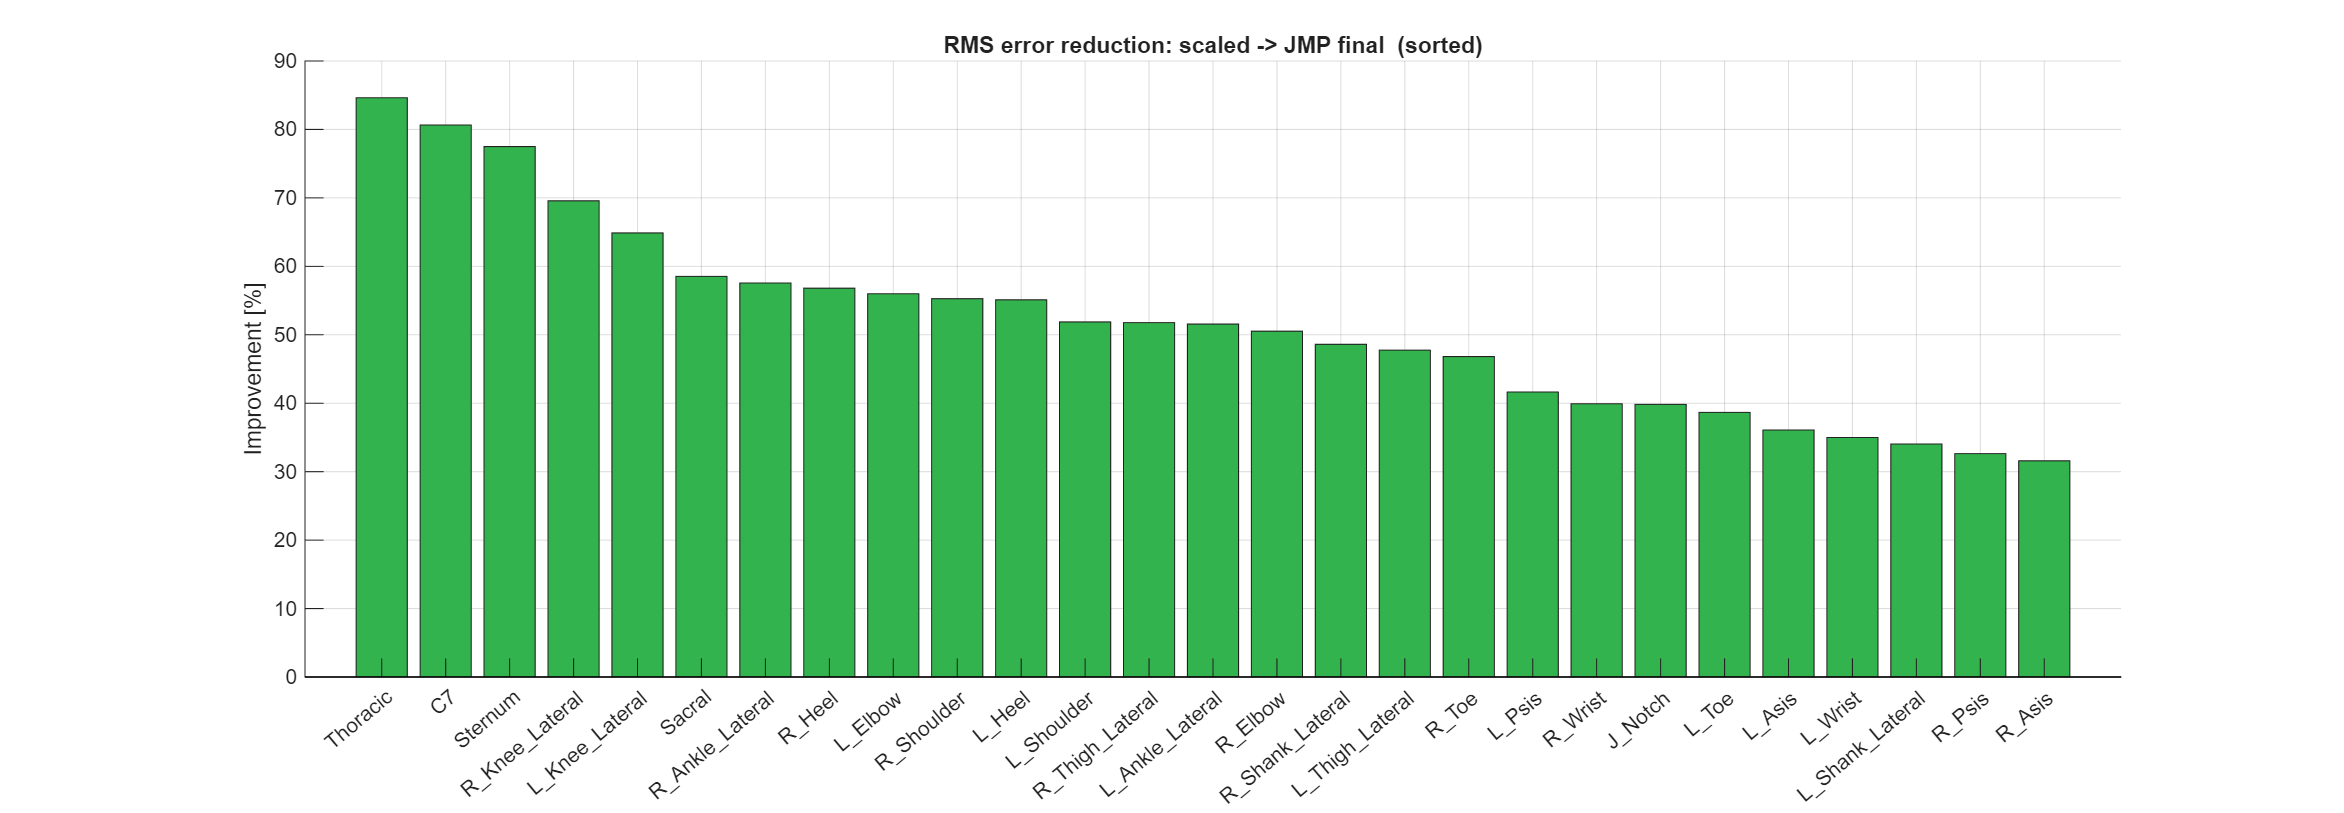 RMS error reduction: scaled -> JMP final  (sorted)
Improvement [%]
90
80
70
60
50
40
30
20
10
0
Thoracic
C7
Sternum
R_Knee_Lateral
L_Knee_Lateral
Sacral
R_Ankle_Lateral
R_Heel
L_Elbow
R_Shoulder
L_Heel
L_Shoulder
R_Thigh_Lateral
L_Ankle_Lateral
R_Elbow
R_Shank_Lateral
L_Thigh_Lateral
R_Toe
L_Psis
R_Wrist
J_Notch
L_Toe
L_Asis
L_Wrist
L_Shank_Lateral
R_Psis
R_Asis